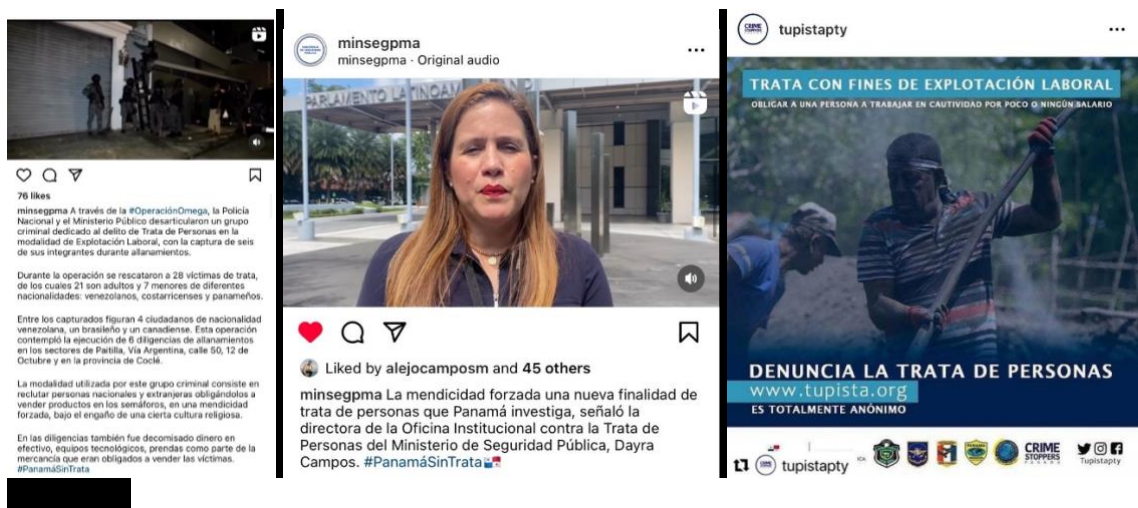 76 likes
minsegpma A través de la #OperaciónOmega, la Policía
Nacional y el Ministerio Público desarticularon un grupo
criminal dedicado al delito de Trata de Personas en la
modalidad de Explotación Laboral, con la captura de seis
de sus integrantes durante allanamientos.
Durante la operación se rescataron a 28 víctimas de trata,
de los cuales 21 son adultos y 7 menores de diferentes
nacionalidades: venezolanos, costarricenses y panameños.
Entre los capturados figuran 4 ciudadanos de nacionalidad
venezolana, un brasileño y un canadiense. Esta operación
contempló la ejecución de 6 diligencias de allanamientos
en los sectores de Paitilla, Vía Argentina, calle 50, 12 de
Octubre y en la provincia de Coclé.
La modalidad utilizada por este grupo criminal consiste en
reclutar personas nacionales y extranjeras obligándolos a
vender productos en los semáforos, en una mendicidad
forzada, bajo el engaño de una cierta cultura religiosa.
En las diligencias también fue decomisado dinero en
efectivo, equipos tecnológicos, prendas como parte de la
mercancía que eran obligados a vender las víctimas.
#PanamáSinTrata
minsegpma
minsegpma · Original audio
PARLAMENTO LATINOAM
Liked by alejocamposm and 45 others
minsegpma La mendicidad forzada una nueva finalidad de
trata de personas que Panamá investiga, señaló la
directora de la Oficina Institucional contra la Trata de
Personas del Ministerio de Seguridad Pública, Dayra
Campos. #PanamáSinTrata
CRIME STOPPERS
tupistapty
TRATA CON FINES DE EXPLOTACIÓN LABORAL
OBLIGAR A UNA PERSONA A TRABAJAR EN CAUTIVIDAD POR POCO O NINGÚN SALARIO
DENUNCIA LA TRATA DE PERSONAS
www.tupista.org
ES TOTALMENTE ANÓNIMO
CRIME
STOPPERS
Tupistapty
tupistapty